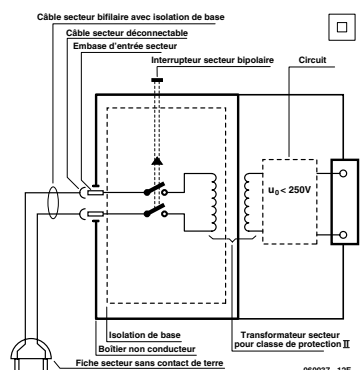 Câble secteur bifilaire avec isolation de base
Câble secteur déconnectable
Embase d'entrée secteur
Interrupteur secteur bipolaire
Circuit
u0 < 250V
Isolation de base
Boîtier non conducteur
Fiche secteur sans contact de terre
Transformateur secteur
pour classe de protection II